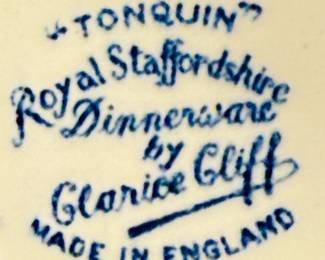 "TONQUIN"
Royal Staffordshire
Dinnerware
by
Clarice Cliff
MADE IN ENGLAND